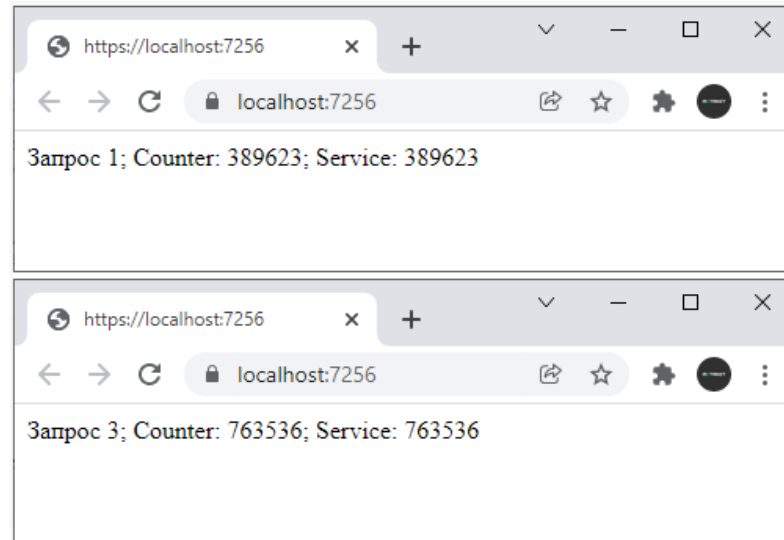 https://localhost:7256
localhost:7256
Запрос 1; Counter: 389623; Service: 389623
https://localhost:7256
localhost:7256
Запрос 3; Counter: 763536; Service: 763536